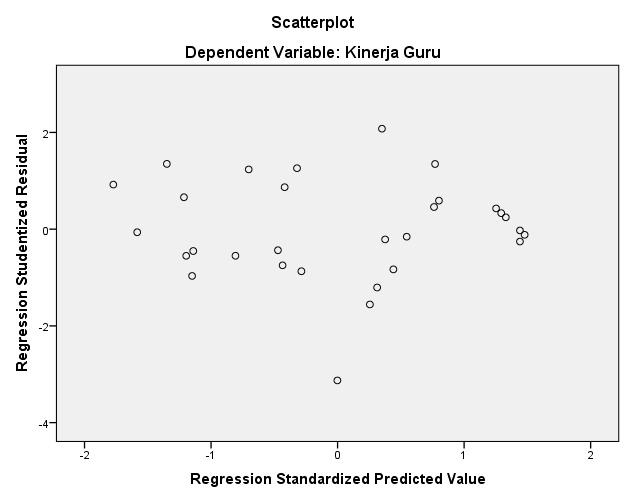 Scatterplot
Dependent Variable: Kinerja Guru
Regression Studentized Residual
2
0
-2
-4
-2
-1
0
1
2
Regression Standardized Predicted Value